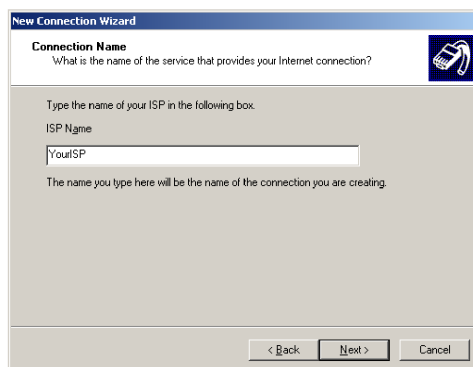 New Connection Wizard
Connection Name
What is the name of the service that provides your Internet connection?
Type the name of your ISP in the following box.
ISP Name
YourISP
The name you type here will be the name of the connection you are creating.
< Back
Next >
Cancel